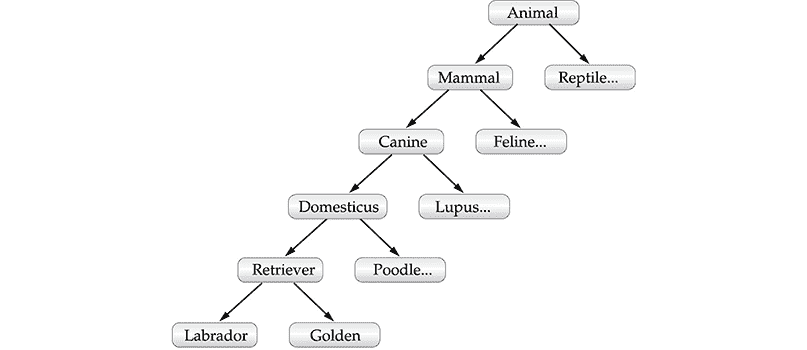 Animal
Mammal
Reptile...
Canine
Feline...
Domesticus
Lupus...
Retriever
Poodle...
Labrador
Golden